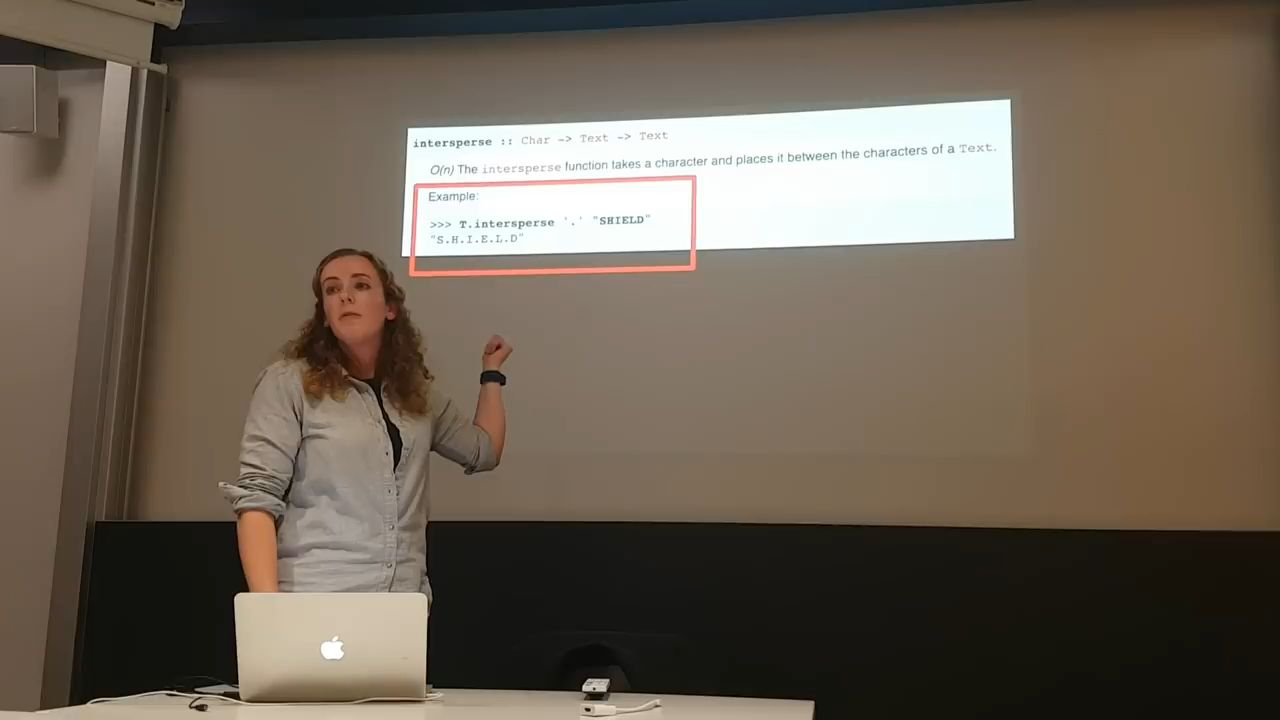 intersperse :: Char -> Text -> Text
O(n) The intersperse function takes a character and places it between the characters of a Text.
Example:
>>> T.intersperse '.' "SHIELD"
"S.H.I.E.L.D"